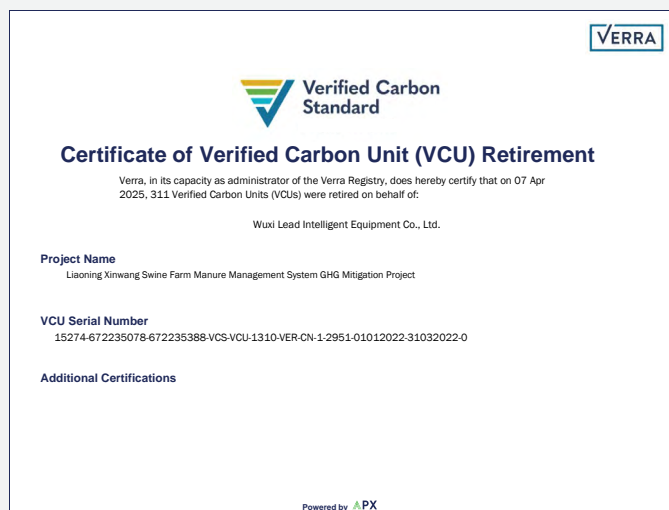 VERRA
Verified Carbon
Standard
Certificate of Verified Carbon Unit (VCU) Retirement
Verra, in its capacity as administrator of the Verra Registry, does hereby certify that on 07 Apr
2025, 311 Verified Carbon Units (VCUs) were retired on behalf of:
Wuxi Lead Intelligent Equipment Co., Ltd.
Project Name
Liaoning Xinwang Swine Farm Manure Management System GHG Mitigation Project
VCU Serial Number
15274-672235078-672235388-VCS-VCU-1310-VER-CN-1-2951-01012022-31032022-0
Additional Certifications
Powered by APX